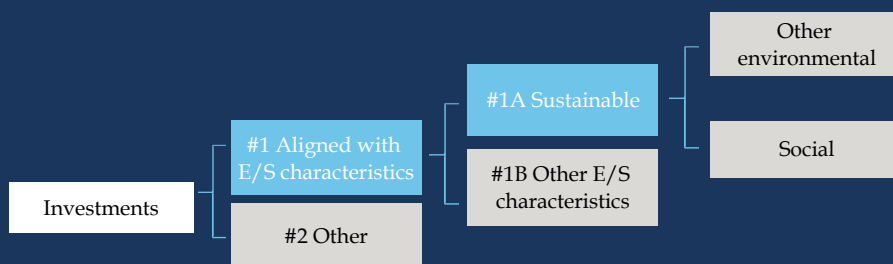 Investments
#1 Aligned with
E/S characteristics
#2 Other
#1A Sustainable
#1B Other E/S
characteristics
Other
environmental
Social